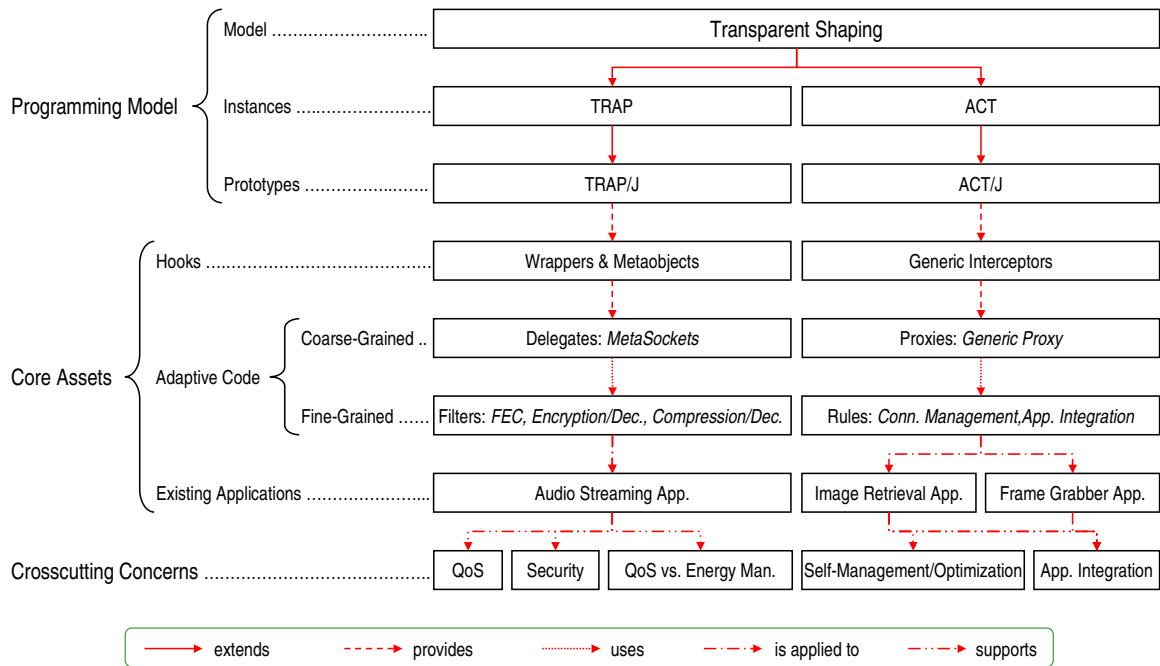 Model Transparent Shaping
Programming Model Instances TRAP ACT
Prototypes TRAP/J ACT/J
Hooks Wrappers & Metaobjects Generic Interceptors
Coarse-Grained .. Delegates: MetaSockets Proxies: Generic Proxy
Core Assets Adaptive Code
Fine-Grained Filters: FEC, Encryption/Dec., Compression/Dec. Rules: Conn. Management,App. Integration
Existing Applications Audio Streaming App. Image Retrieval App. Frame Grabber App.
Crosscutting Concerns QoS Security QoS vs. Energy Man. Self-Management/Optimization App. Integration
extends provides uses is applied to supports